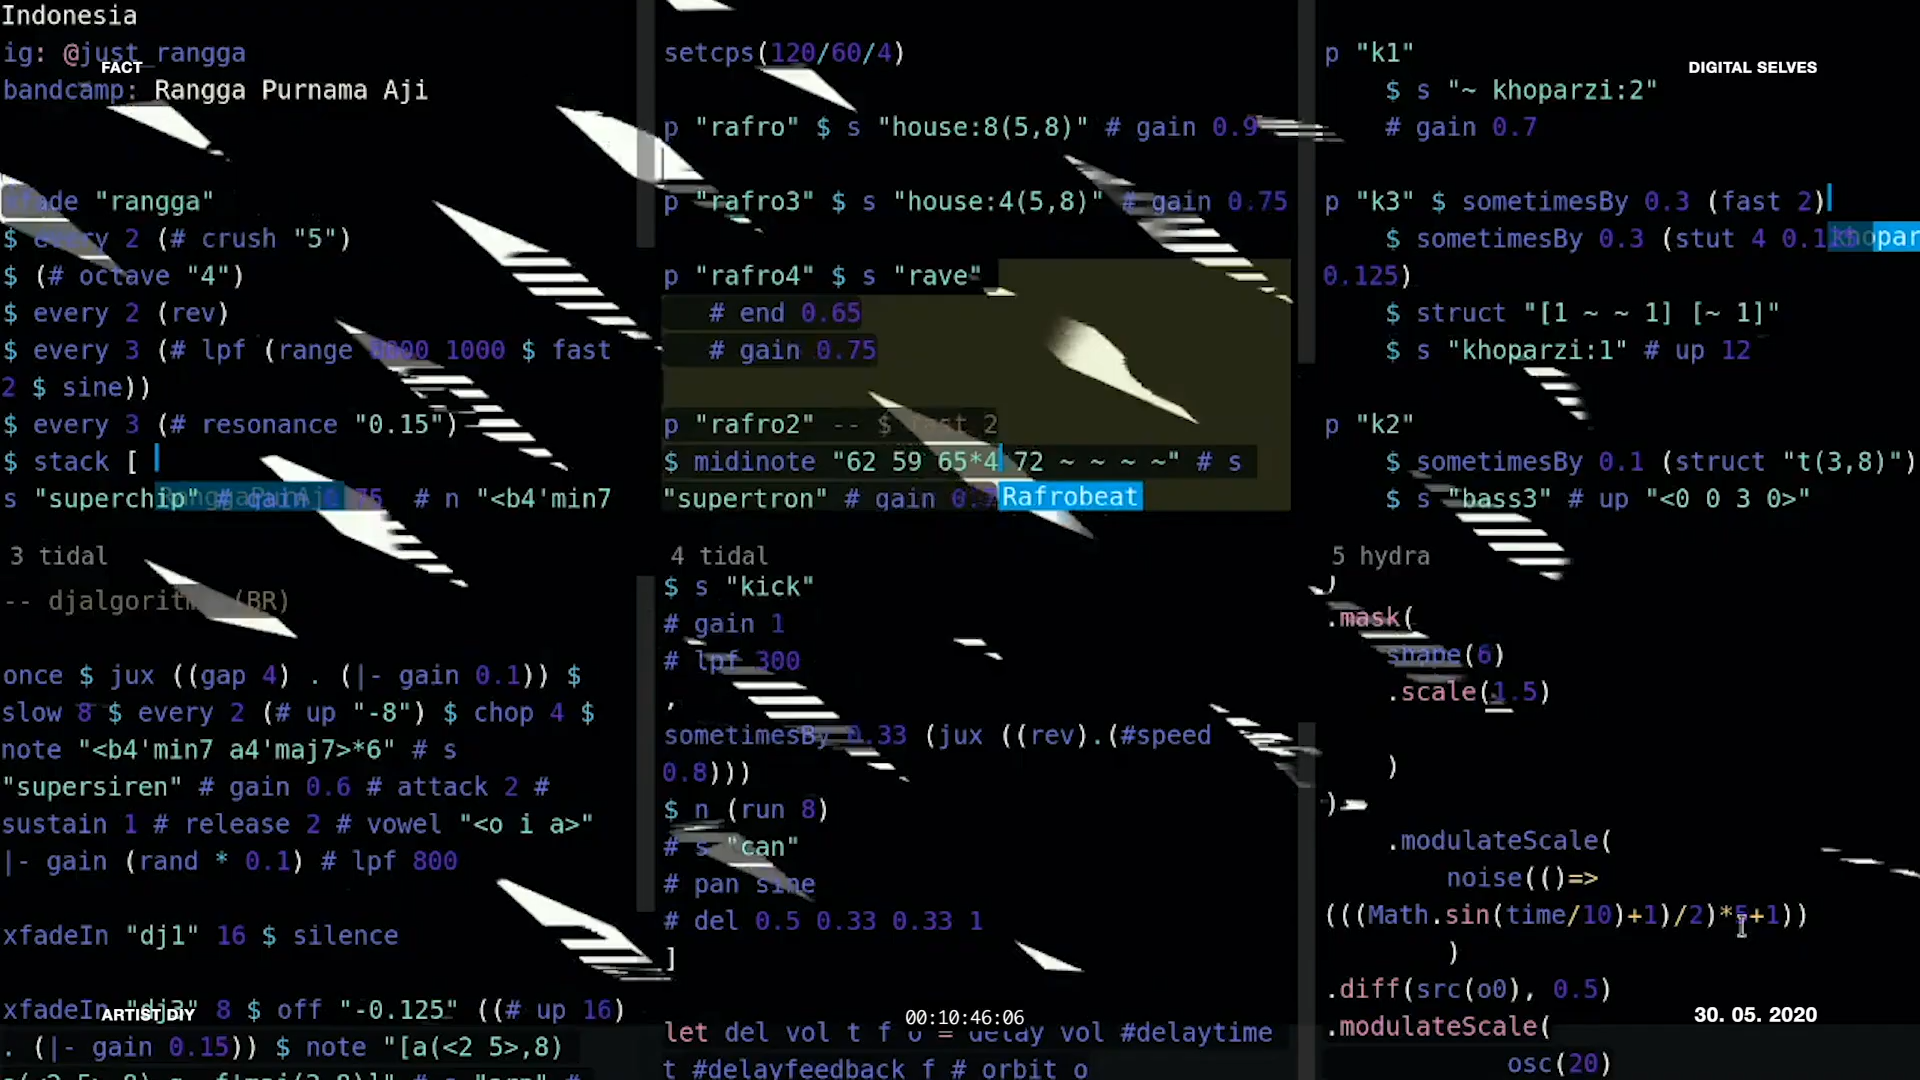 Indonesia
ig: @just_rangga
FACT
bandcamp: Rangga Purnama Aji
xfade "rangga"
$ every 2 (# crush "5")
$ (# octave "4")
$ every 2 (rev)
$ every 3 (# lpf (range 8000 1000 $ fast
2 $ sine))
$ every 3 (# resonance "0.15")
$ stack [
s "superchip" # gain 0.75 # n "<b4'min7
setcps(120/60/4)
p "rafro" $ s "house:8(5,8)" # gain 0.9
p "rafro3" $ s "house:4(5,8)" # gain 0.75
p "rafro4" $ s "rave"
# end 0.65
# gain 0.75
p "rafro2" -- $ fast 2
$ midinote "62 59 65*4 72 ~ ~ ~ ~" # s
"supertron" # gain
Rafrobeat
p "k1"
DIGITAL SELVES
$ s "~ khoparzi:2"
# gain 0.7
p "k3" $ sometimesBy 0.3 (fast 2)
$ sometimesBy 0.3 (stut 4
khopar
0.125)
$ struct "[1 ~ ~ 1] [~ 1]"
$ s "khoparzi:1" # up 12
p "k2"
$ sometimesBy 0.1 (struct "t(3,8)")
$ s "bass3" # up "<0 0 3 0>"
3 tidal
-- djalgoritmo (BR)
once $ jux ((gap 4) . (|- gain 0.1)) $
slow 8 $ every 2 (# up "-8") $ chop 4 $
note "<b4'min7 a4'maj7>*6" # s
"supersiren" # gain 0.6 # attack 2 #
sustain 1 # release 2 # vowel "<o i a>"
|- gain (rand * 0.1) # lpf 800
xfadeIn "dj1" 16 $ silence
xfadeIn "dj3" 8 $ off "-0.125" ((# up 16)
ARTIST DIY
. (|- gain 0.15)) $ note "[a(<2 5>,8)
4 tidal
$ s "kick"
# gain 1
# lpf 300
,
sometimesBy 0.33 (jux ((rev).(#speed
0.8)))
$ n (run 8)
# s "can"
# pan sine
# del 0.5 0.33 0.33 1
]
00:10:46:06
let del vol t f o = delay vol #delaytime
t #delayfeedback f # orbit o
5 hydra
)
.mask(
shape(6)
.scale(1.5)
)
)
.modulateScale(
noise(()=>
(((Math.sin(time/10)+1)/2)*5+1))
)
.diff(src(o0), 0.5)
30. 05. 2020
.modulateScale(
osc(20)